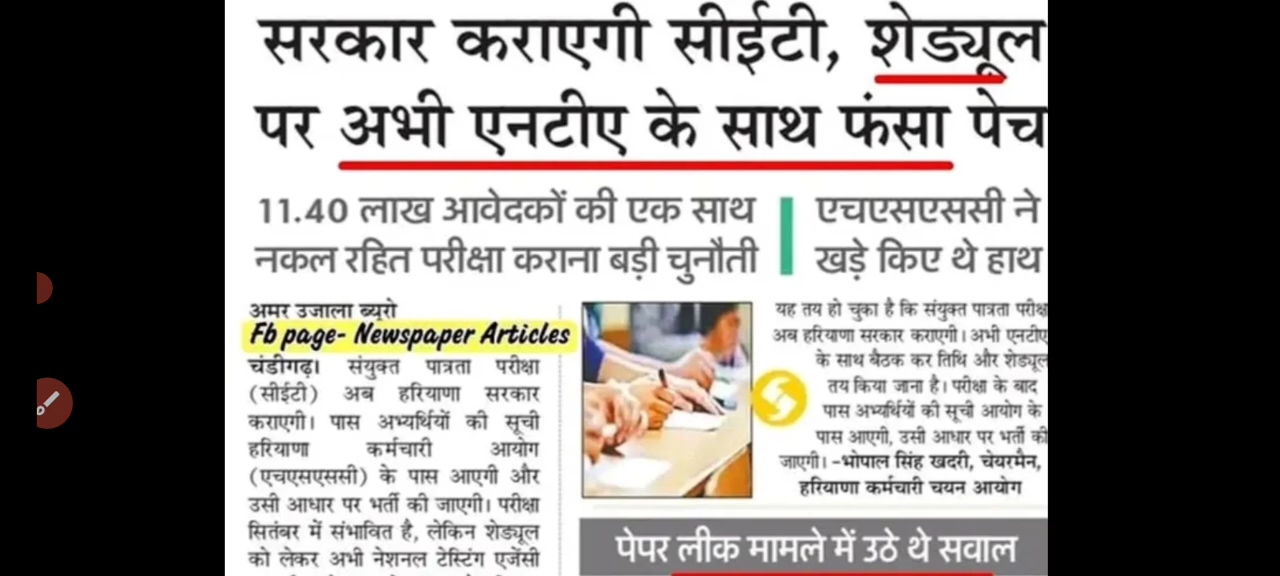 सरकार कराएगी सीईटी, शेड्यूल
पर अभी एनटीए के साथ फंसा पेच
11.40 लाख आवेदकों की एक साथ
नकल रहित परीक्षा कराना बड़ी चुनौती
एचएसएससी ने
खड़े किए थे हाथ
अमर उजाला ब्यूरो
Fb page- Newspaper Articles
चंडीगढ़। संयुक्त पात्रता परीक्षा
(सीईटी) अब हरियाणा सरकार
कराएगी। पास अभ्यर्थियों की सूची
हरियाणा कर्मचारी आयोग
(एचएसएससी) के पास आएगी और
उसी आधार पर भर्ती की जाएगी। परीक्षा
सितंबर में संभावित है, लेकिन शेड्यूल
को लेकर अभी नेशनल टेस्टिंग एजेंसी
यह तय हो चुका है कि संयुक्त पात्रता परीक्ष
अब हरियाणा सरकार कराएगी। अभी एनटीए
के साथ बैठक कर तिथि और शेड्यूल
तय किया जाना है। परीक्षा के बाद
पास अभ्यर्थियों की सूची आयोग के
पास आएगी, उसी आधार पर भर्ती की
जाएगी। -भोपाल सिंह खदरी, चेयरमैन,
हरियाणा कर्मचारी चयन आयोग
पेपर लीक मामले में उठे थे सवाल